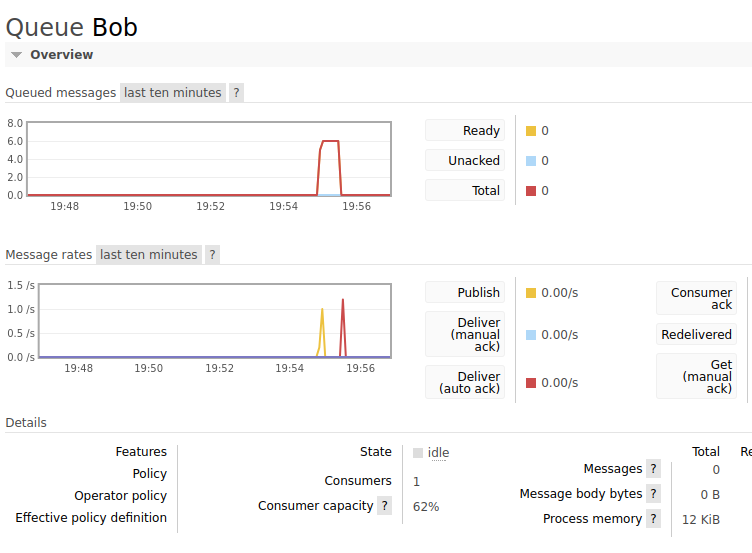 Queue Bob
Overview
Queued messages last ten minutes ?
8.0
6.0
4.0
2.0
0.0
19:48 19:50 19:52 19:54 19:56
Ready 0
Unacked 0
Total 0
Message rates last ten minutes ?
1.5 /s
1.0 /s
0.5 /s
0.0 /s
19:48 19:50 19:52 19:54 19:56
Publish 0.00/s
Deliver
(manual
ack) 0.00/s
Deliver
(auto ack) 0.00/s
Consumer
ack
Redelivered
Get
(manual
ack)
Details
Features
Policy
Operator policy
Effective policy definition
State idle
Consumers 1
Consumer capacity ? 62%
Total Re
Messages ? 0
Message body bytes ? 0 B
Process memory ? 12 KiB